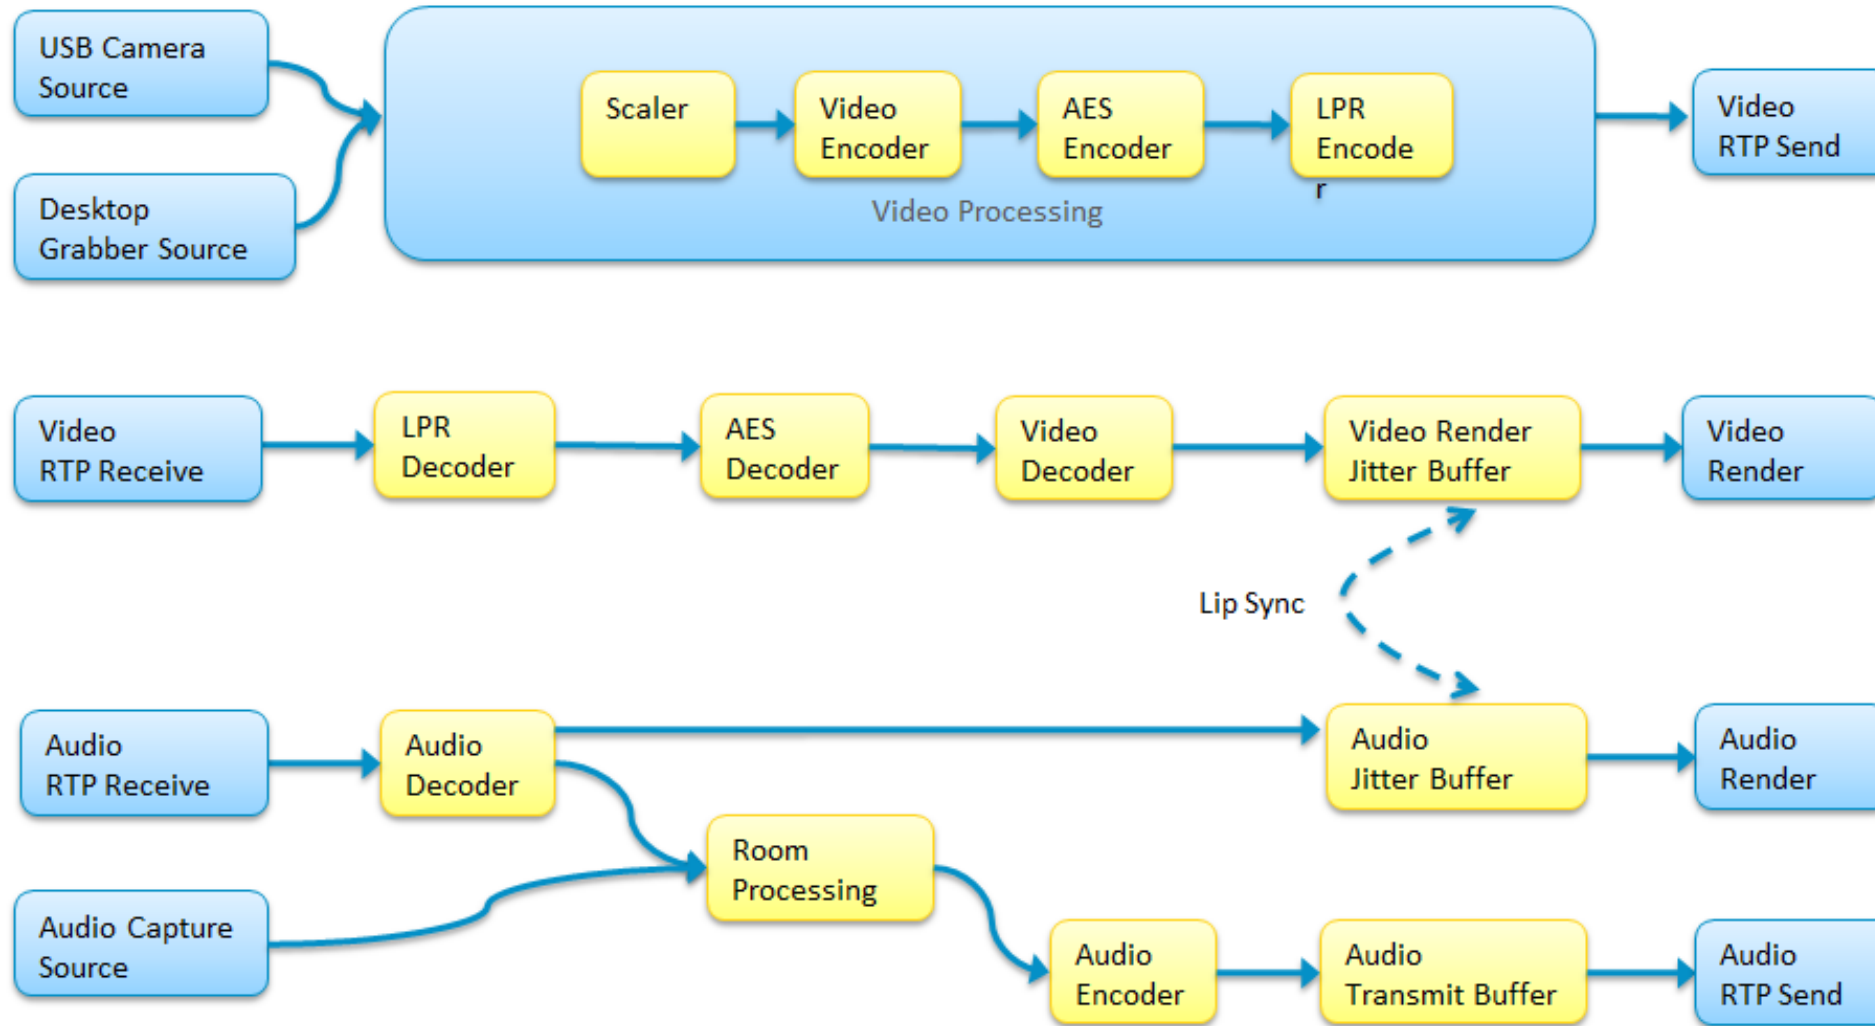 USB Camera
Source
Desktop
Grabber Source
Scaler
Video
Encoder
AES
Encoder
LPR
Encode
r
Video Processing
Video
RTP Send
Video
RTP Receive
LPR
Decoder
AES
Decoder
Video
Decoder
Video Render
Jitter Buffer
Video
Render
Lip Sync
Audio
RTP Receive
Audio
Decoder
Audio
Jitter Buffer
Audio
Render
Room
Processing
Audio Capture
Source
Audio
Encoder
Audio
Transmit Buffer
Audio
RTP Send